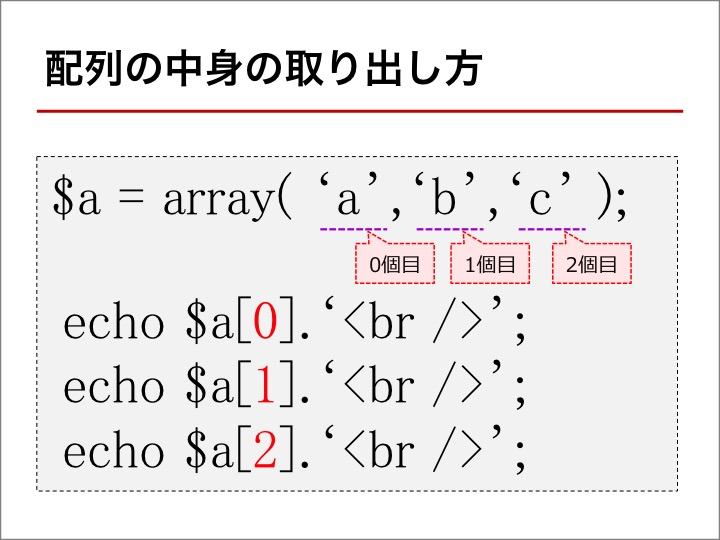 配列の中身の取り出し方
$a = array( ‘a’,‘b’,‘c’ );
0個目 1個目 2個目
echo $a[0].‘<br />’;
echo $a[1].‘<br />’;
echo $a[2].‘<br />’;